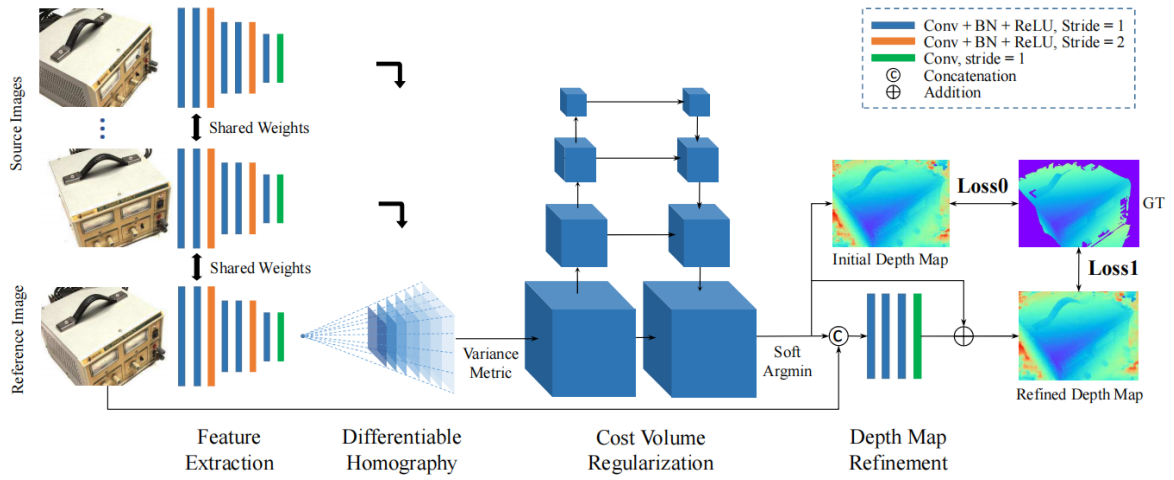 Conv + BN + ReLU, Stride = 1
Conv + BN + ReLU, Stride = 2
Conv, stride = 1
C Concatenation
Addition
Source Images
Shared Weights
Shared Weights
Reference Image
Variance
Metric
Soft
Argmin
C
Initial Depth Map
Loss0
GT
Loss1
Refined Depth Map
Feature
Extraction
Differentiable
Homography
Cost Volume
Regularization
Depth Map
Refinement